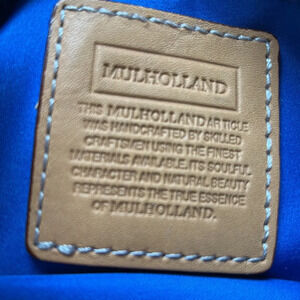 MULHOLLAND
THIS MULHOLLAND ARTICLE
WAS HANDCRAFTED BY SKILLED
CRAFTSMEN USING THE FINEST
MATERIALS AVAILABLE. ITS SOULFUL
CHARACTER AND NATURAL BEAUTY
REPRESENTS THE TRUE ESSENCE
OF MULHOLLAND.